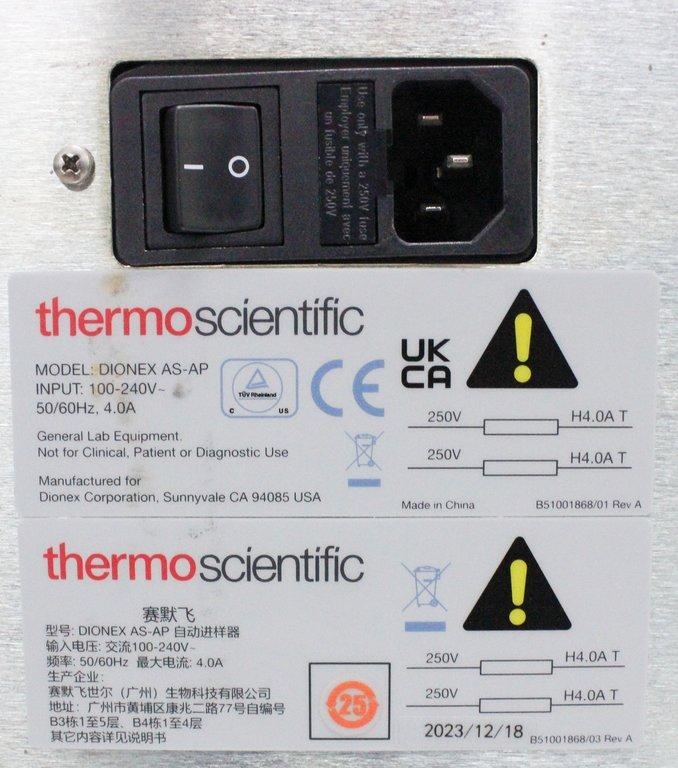 I O
Use only with a 250V fuse
Employer uniquement avec
un fusible de 250V
thermo scientific
MODEL: DIONEX AS-AP
INPUT: 100-240V~
50/60Hz, 4.0A
TÜV Rheinland
C US
CE
UK
CA
General Lab Equipment.
Not for Clinical, Patient or Diagnostic Use
250V H4.0A T
250V H4.0A T
Manufactured for
Dionex Corporation, Sunnyvale CA 94085 USA
Made in China
B51001868/01 Rev A
thermo scientific
赛默飞
型号: DIONEX AS-AP 自动进样器
输入电压: 交流100-240V~
频率: 50/60Hz 最大电流: 4.0A
生产企业:
赛默飞世尔（广州）生物科技有限公司
地址: 广州市黄埔区康兆二路77号自编号
B3栋1至5层、B4栋1至4层
其它内容详见说明书
25
250V H4.0A T
250V H4.0A T
2023/12/18
B51001868/03 Rev A